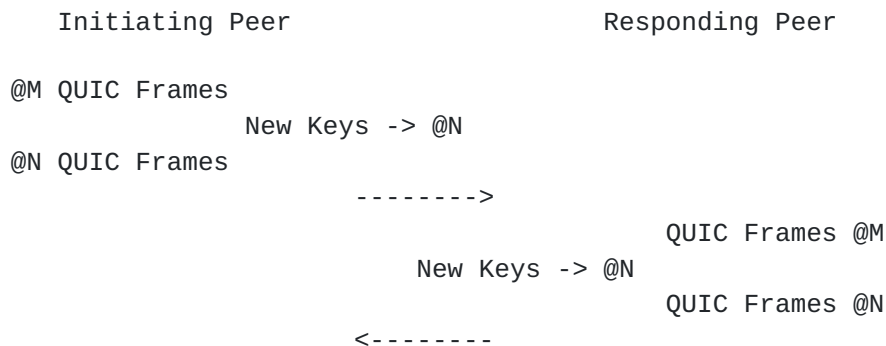 Initiating Peer Responding Peer
@M QUIC Frames
New Keys -> @N
@N QUIC Frames
-------->
QUIC Frames @M
New Keys -> @N
QUIC Frames @N
<--------